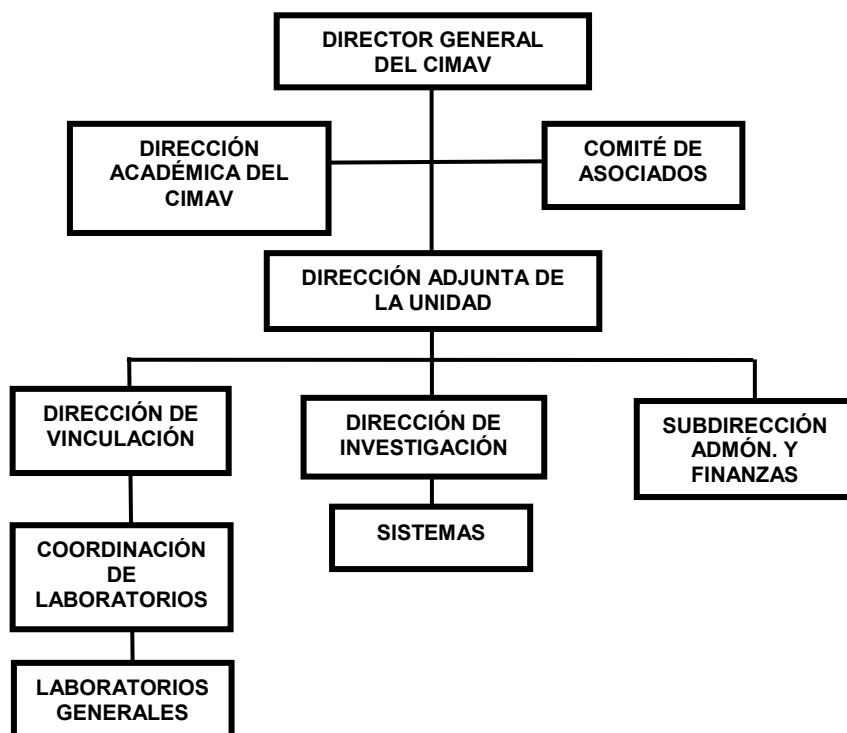 DIRECTOR GENERAL
DEL CIMAV
DIRECCIÓN
ACADÉMICA DEL
CIMAV
COMITÉ DE
ASOCIADOS
DIRECCIÓN ADJUNTA DE
LA UNIDAD
DIRECCIÓN DE
VINCULACIÓN
DIRECCIÓN DE
INVESTIGACIÓN
SUBDIRECCIÓN
ADMÓN. Y
FINANZAS
COORDINACIÓN
DE
LABORATORIOS
SISTEMAS
LABORATORIOS
GENERALES